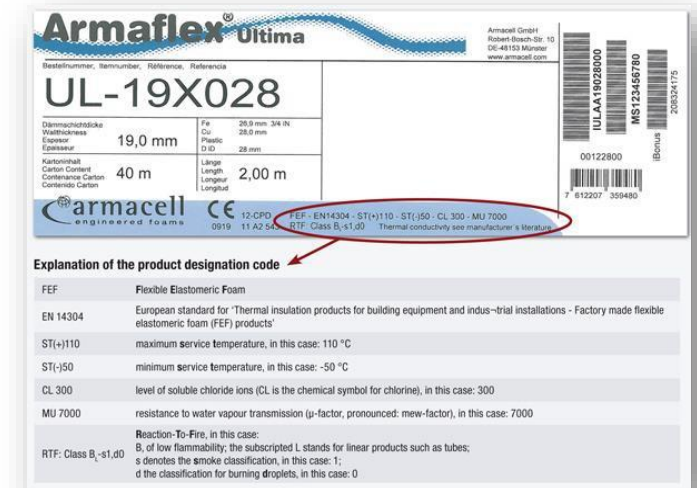 Armaflex® Ultima
Armacell GmbH
Robert-Bosch-Str. 10
DE-48153 Münster
www.armacell.com
Bestellnummer, Itemnumber, Référence, Referencia
UL-19X028
Dämmschichtdicke
Wallthickness
Espesor
Epaisseur
19,0 mm
Fe 26,9 mm 3/4 IN
Cu 28,0 mm
Plastic
D ID 28 mm
Kartoninhalt
Carton Content
Contenance Carton
Contenido Carton
40 m
Länge
Length
Longeur
Longitud
2,00 m
IULAA19028000
MS123456780
iBonus
208324175
00122800
7 612207 359480
armacell
engineered foams
CE
0919
12-CPD
11 A2 543
FEF - EN14304 - ST(+)110 - ST(-)50 - CL 300 - MU 7000
RTF: Class BL-s1,d0 Thermal conductivity see manufacturer's literature
Explanation of the product designation code
FEF Flexible Elastomeric Foam
EN 14304 European standard for 'Thermal insulation products for building equipment and indus¬trial installations - Factory made flexible
elastomeric foam (FEF) products'
ST(+)110 maximum service temperature, in this case: 110 °C
ST(-)50 minimum service temperature, in this case: -50 °C
CL 300 level of soluble chloride ions (CL is the chemical symbol for chlorine), in this case: 300
MU 7000 resistance to water vapour transmission (µ-factor, pronounced: mew-factor), in this case: 7000
RTF: Class BL-s1,d0 Reaction-To-Fire, in this case:
B, of low flammability; the subscripted L stands for linear products such as tubes;
s denotes the smoke classification, in this case: 1;
d the classification for burning droplets, in this case: 0